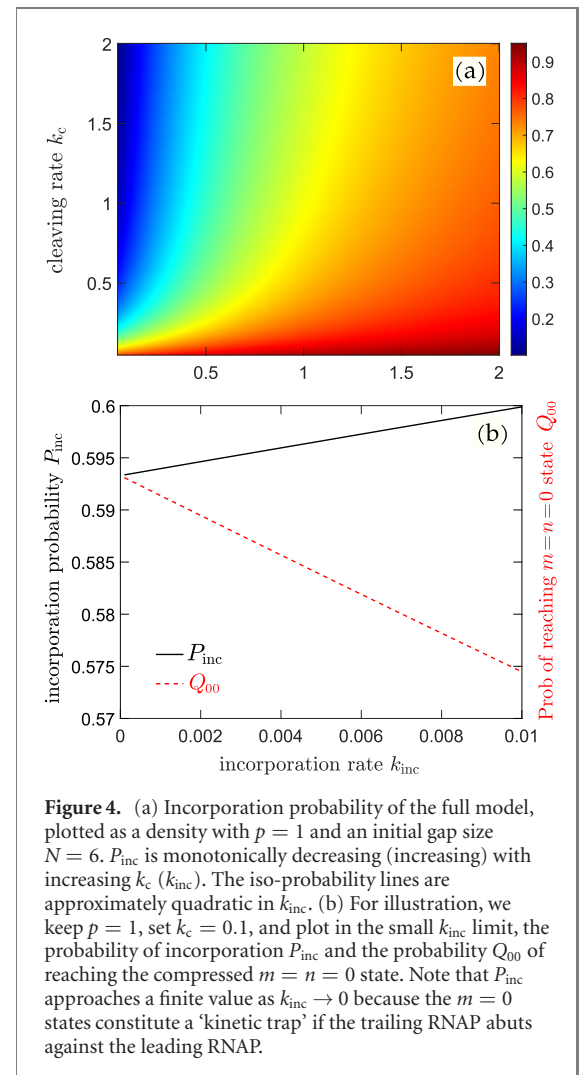 2
1.5
1
0.5
cleaving rate k_c
(a)
0.9
0.8
0.7
0.6
0.5
0.4
0.3
0.2
0.5 1 1.5 2
0.6
0.595
0.59
0.585
0.58
0.575
0.57
incorporation probability P_inc
(b)
P_inc
Q_00
Prob of reaching m=n=0 state Q_00
0 0.002 0.004 0.006 0.008 0.01
incorporation rate k_inc
Figure 4. (a) Incorporation probability of the full model,
plotted as a density with p = 1 and an initial gap size
N = 6. P_inc is monotonically decreasing (increasing) with
increasing k_c (k_inc). The iso-probability lines are
approximately quadratic in k_inc. (b) For illustration, we
keep p = 1, set k_c = 0.1, and plot in the small k_inc limit, the
probability of incorporation P_inc and the probability Q_00 of
reaching the compressed m = n = 0 state. Note that P_inc
approaches a finite value as k_inc → 0 because the m = 0
states constitute a ‘kinetic trap’ if the trailing RNAP abuts
against the leading RNAP.